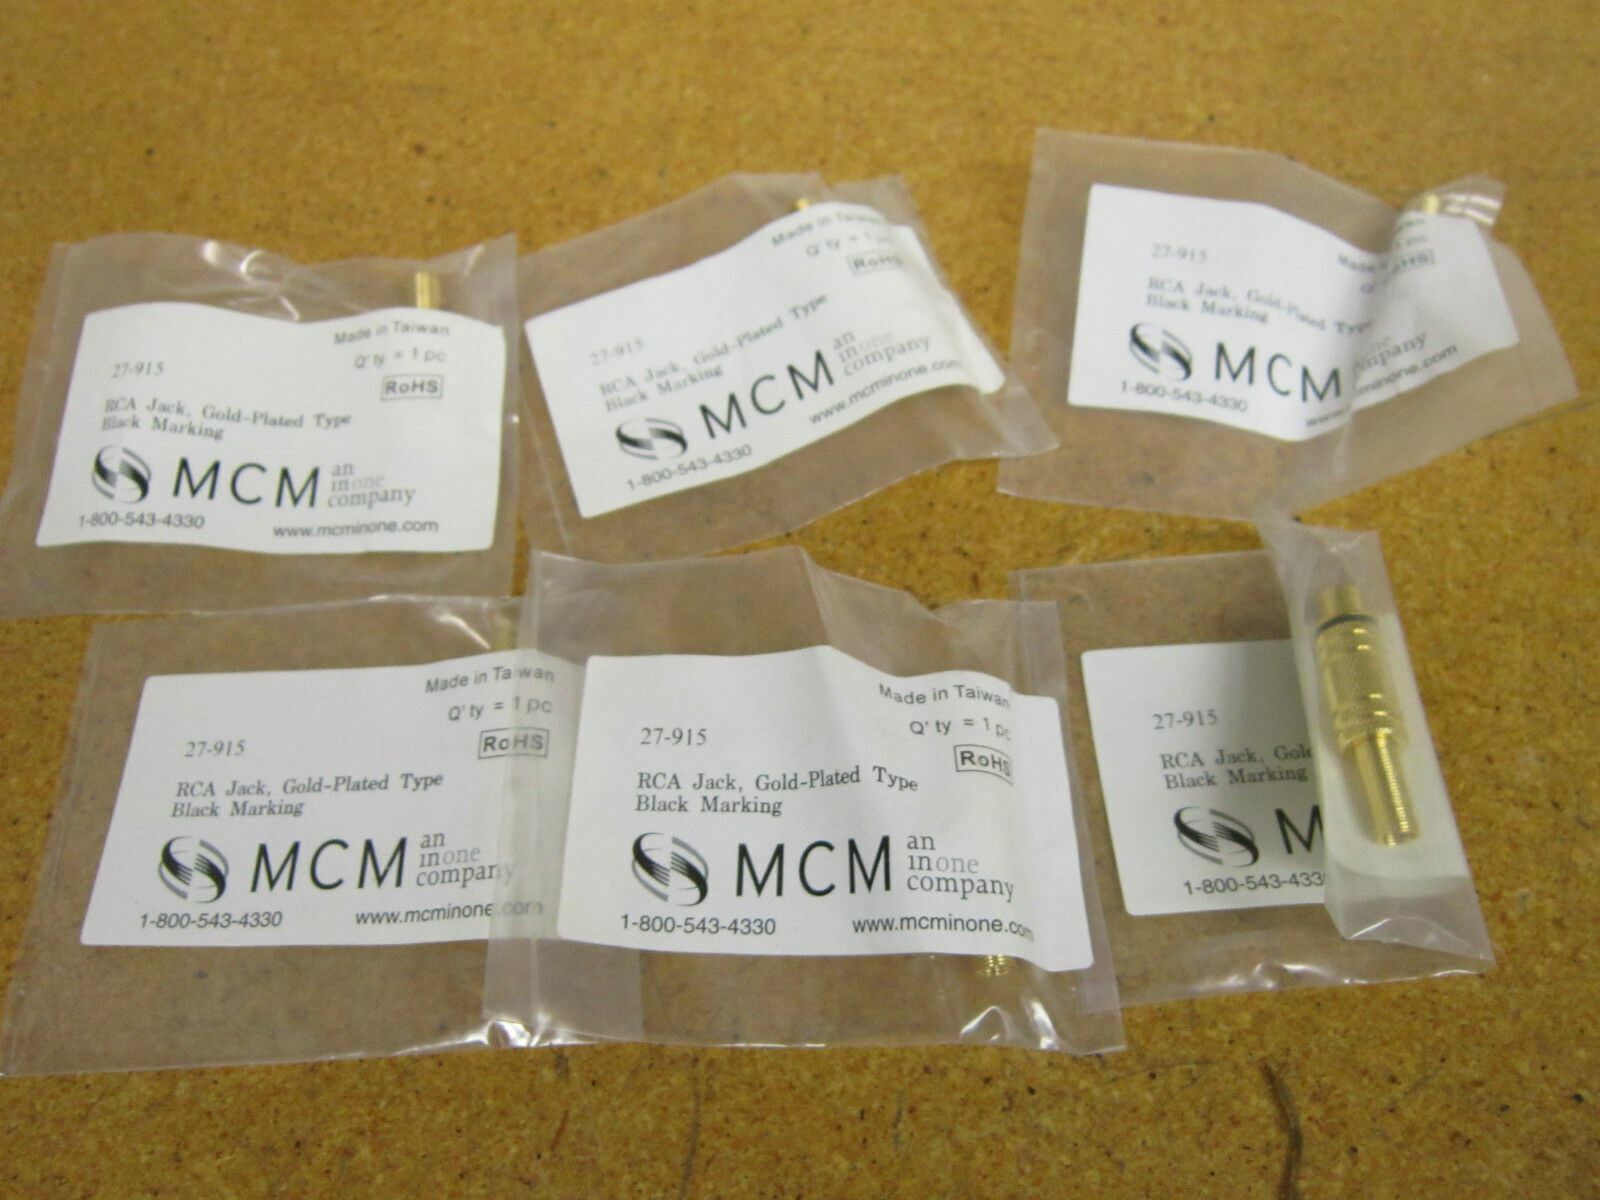 Made in Taiwan
Q'ty = 1 pc
27-915
RoHS
RCA Jack, Gold-Plated Type
Black Marking
MCM
an
inone
company
1-800-543-4330
www.mcminone.com
Made in Taiwan
Q'ty = 1 pc
27-915
RoHS
RCA Jack, Gold-Plated Type
Black Marking
MCM
an
inone
company
1-800-543-4330
www.mcminone.com
27-915
Made
RoHS
RCA Jack, Gold-Plated Type
Black Marking
MCM
inone
company
1-800-543-4330
www.mcminone.com
Made in Taiwan
Q'ty = 1 pc
27-915
RoHS
RCA Jack, Gold-Plated Type
Black Marking
MCM
an
inone
company
1-800-543-4330
www.mcminone.com
Made in Taiwan
Q'ty = 1 pc
27-915
RoHS
RCA Jack, Gold-Plated Type
Black Marking
MCM
an
inone
company
1-800-543-4330
www.mcminone.com
27-915
RCA Jack,
Black Marking
M
1-800-543-433